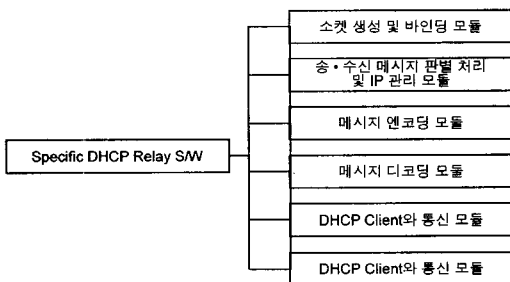 소켓 생성 및 바인딩 모듈
송・수신 메시지 판별 처리
및 IP 관리 모듈
메시지 엔코딩 모듈
Specific DHCP Relay S/W
메시지 디코딩 모듈
DHCP Client와 통신 모듈
DHCP Client와 통신 모듈